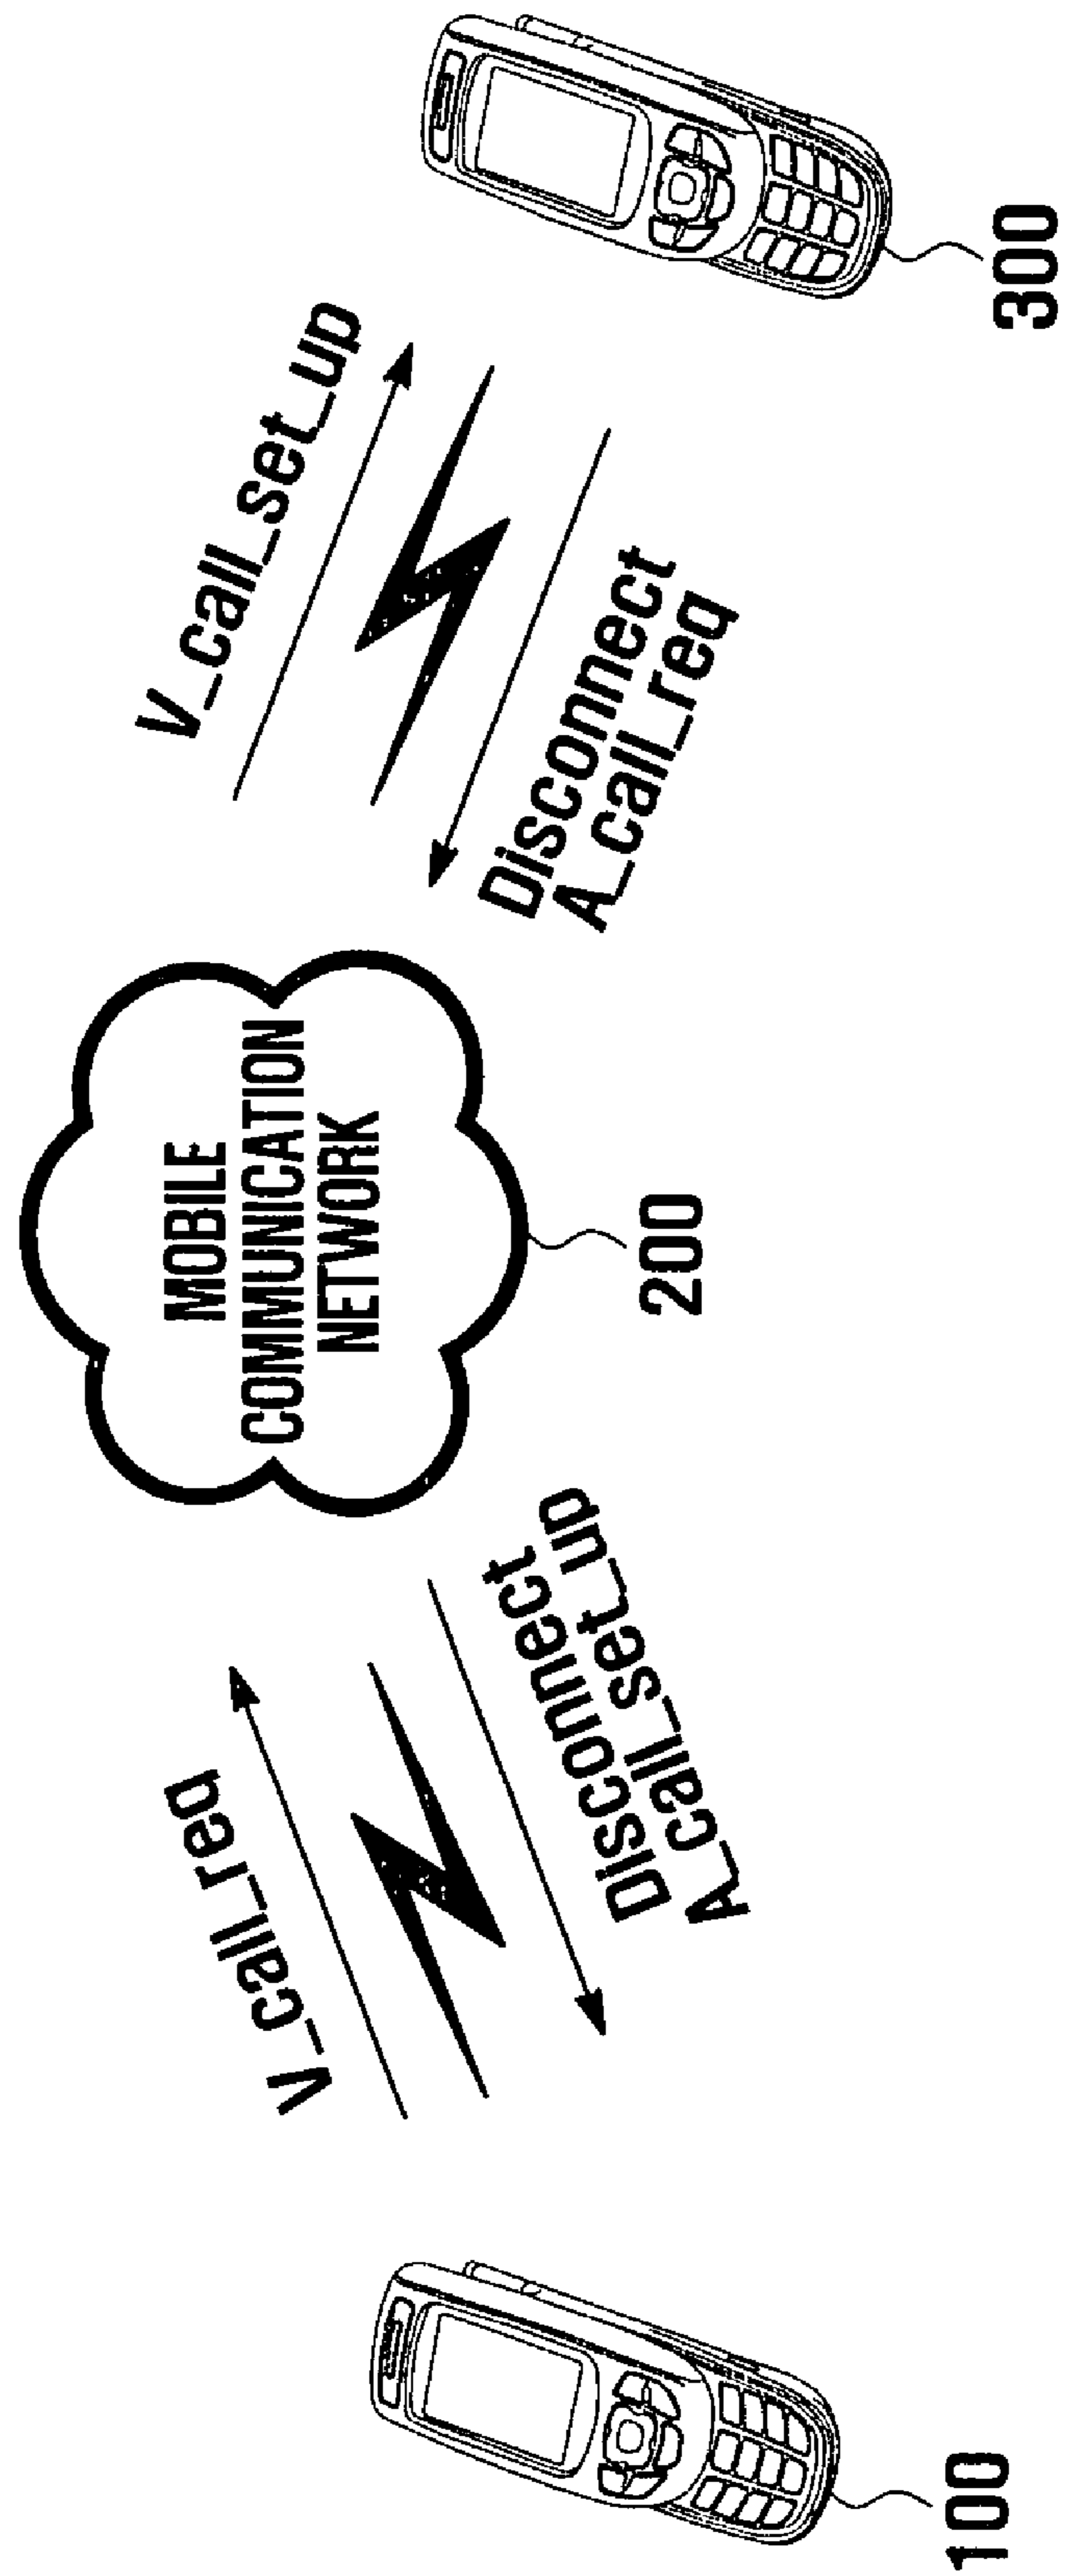 V_call_req
Disconnect
A_call_set_up
MOBILE
COMMUNICATION
NETWORK
V_call_set_up
Disconnect
A_call_req
100
200
300